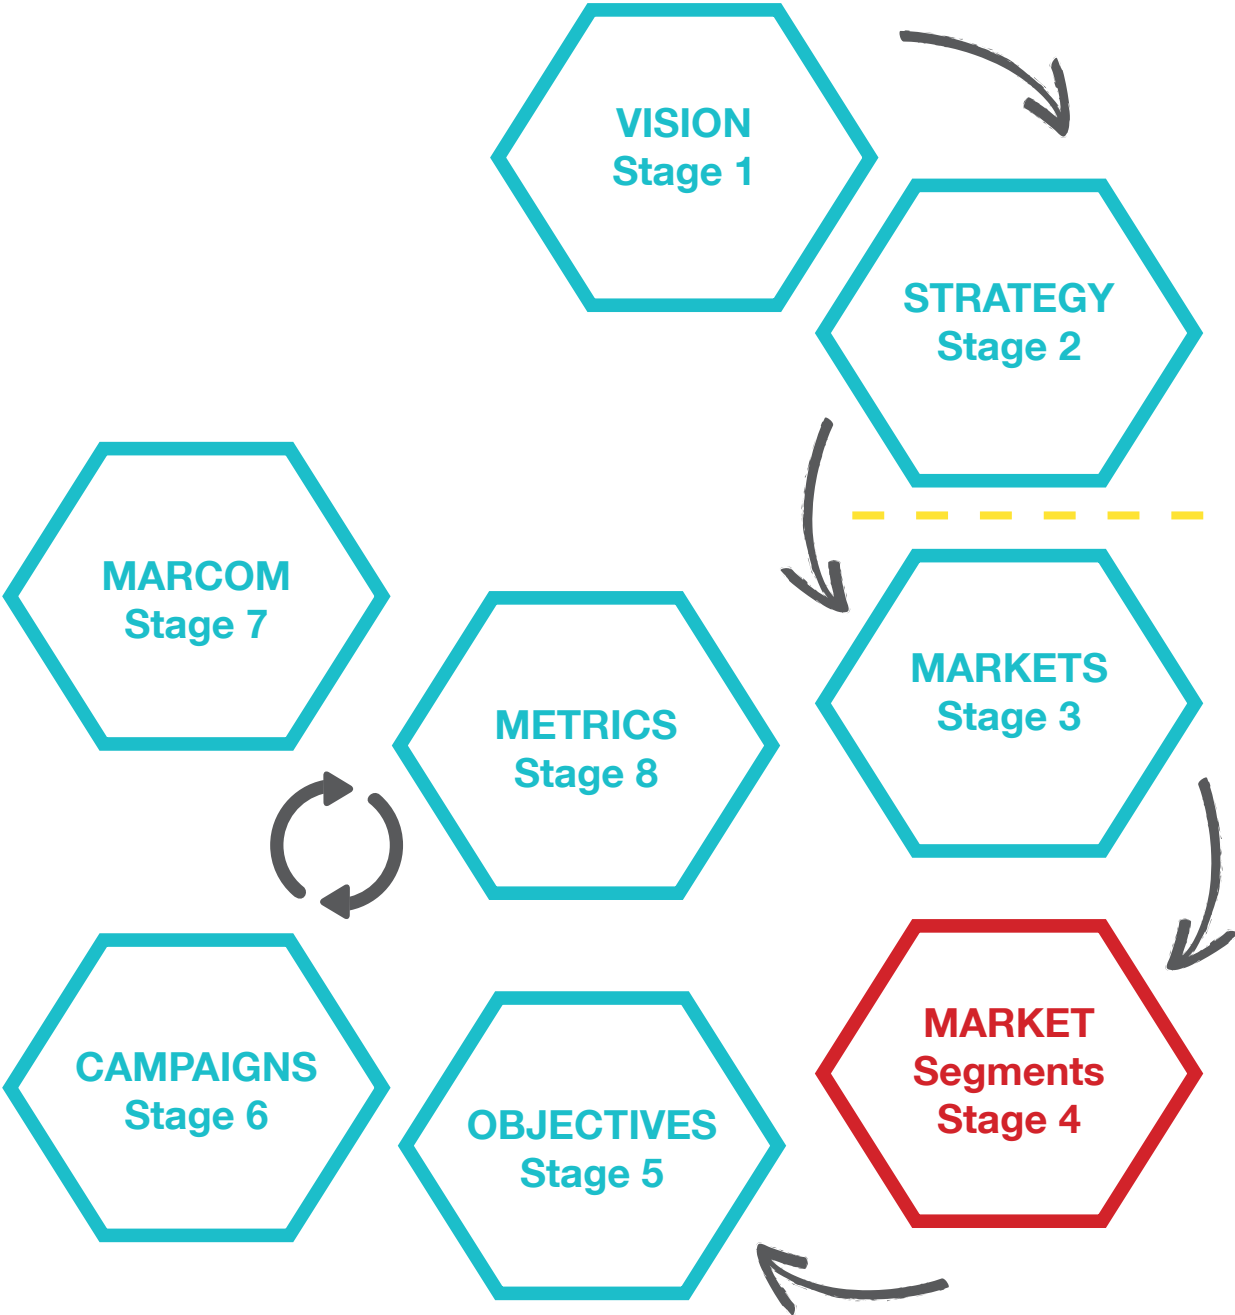 VISION
Stage 1
STRATEGY
Stage 2
MARKETS
Stage 3
MARKET
Segments
Stage 4
OBJECTIVES
Stage 5
CAMPAIGNS
Stage 6
MARCOM
Stage 7
METRICS
Stage 8